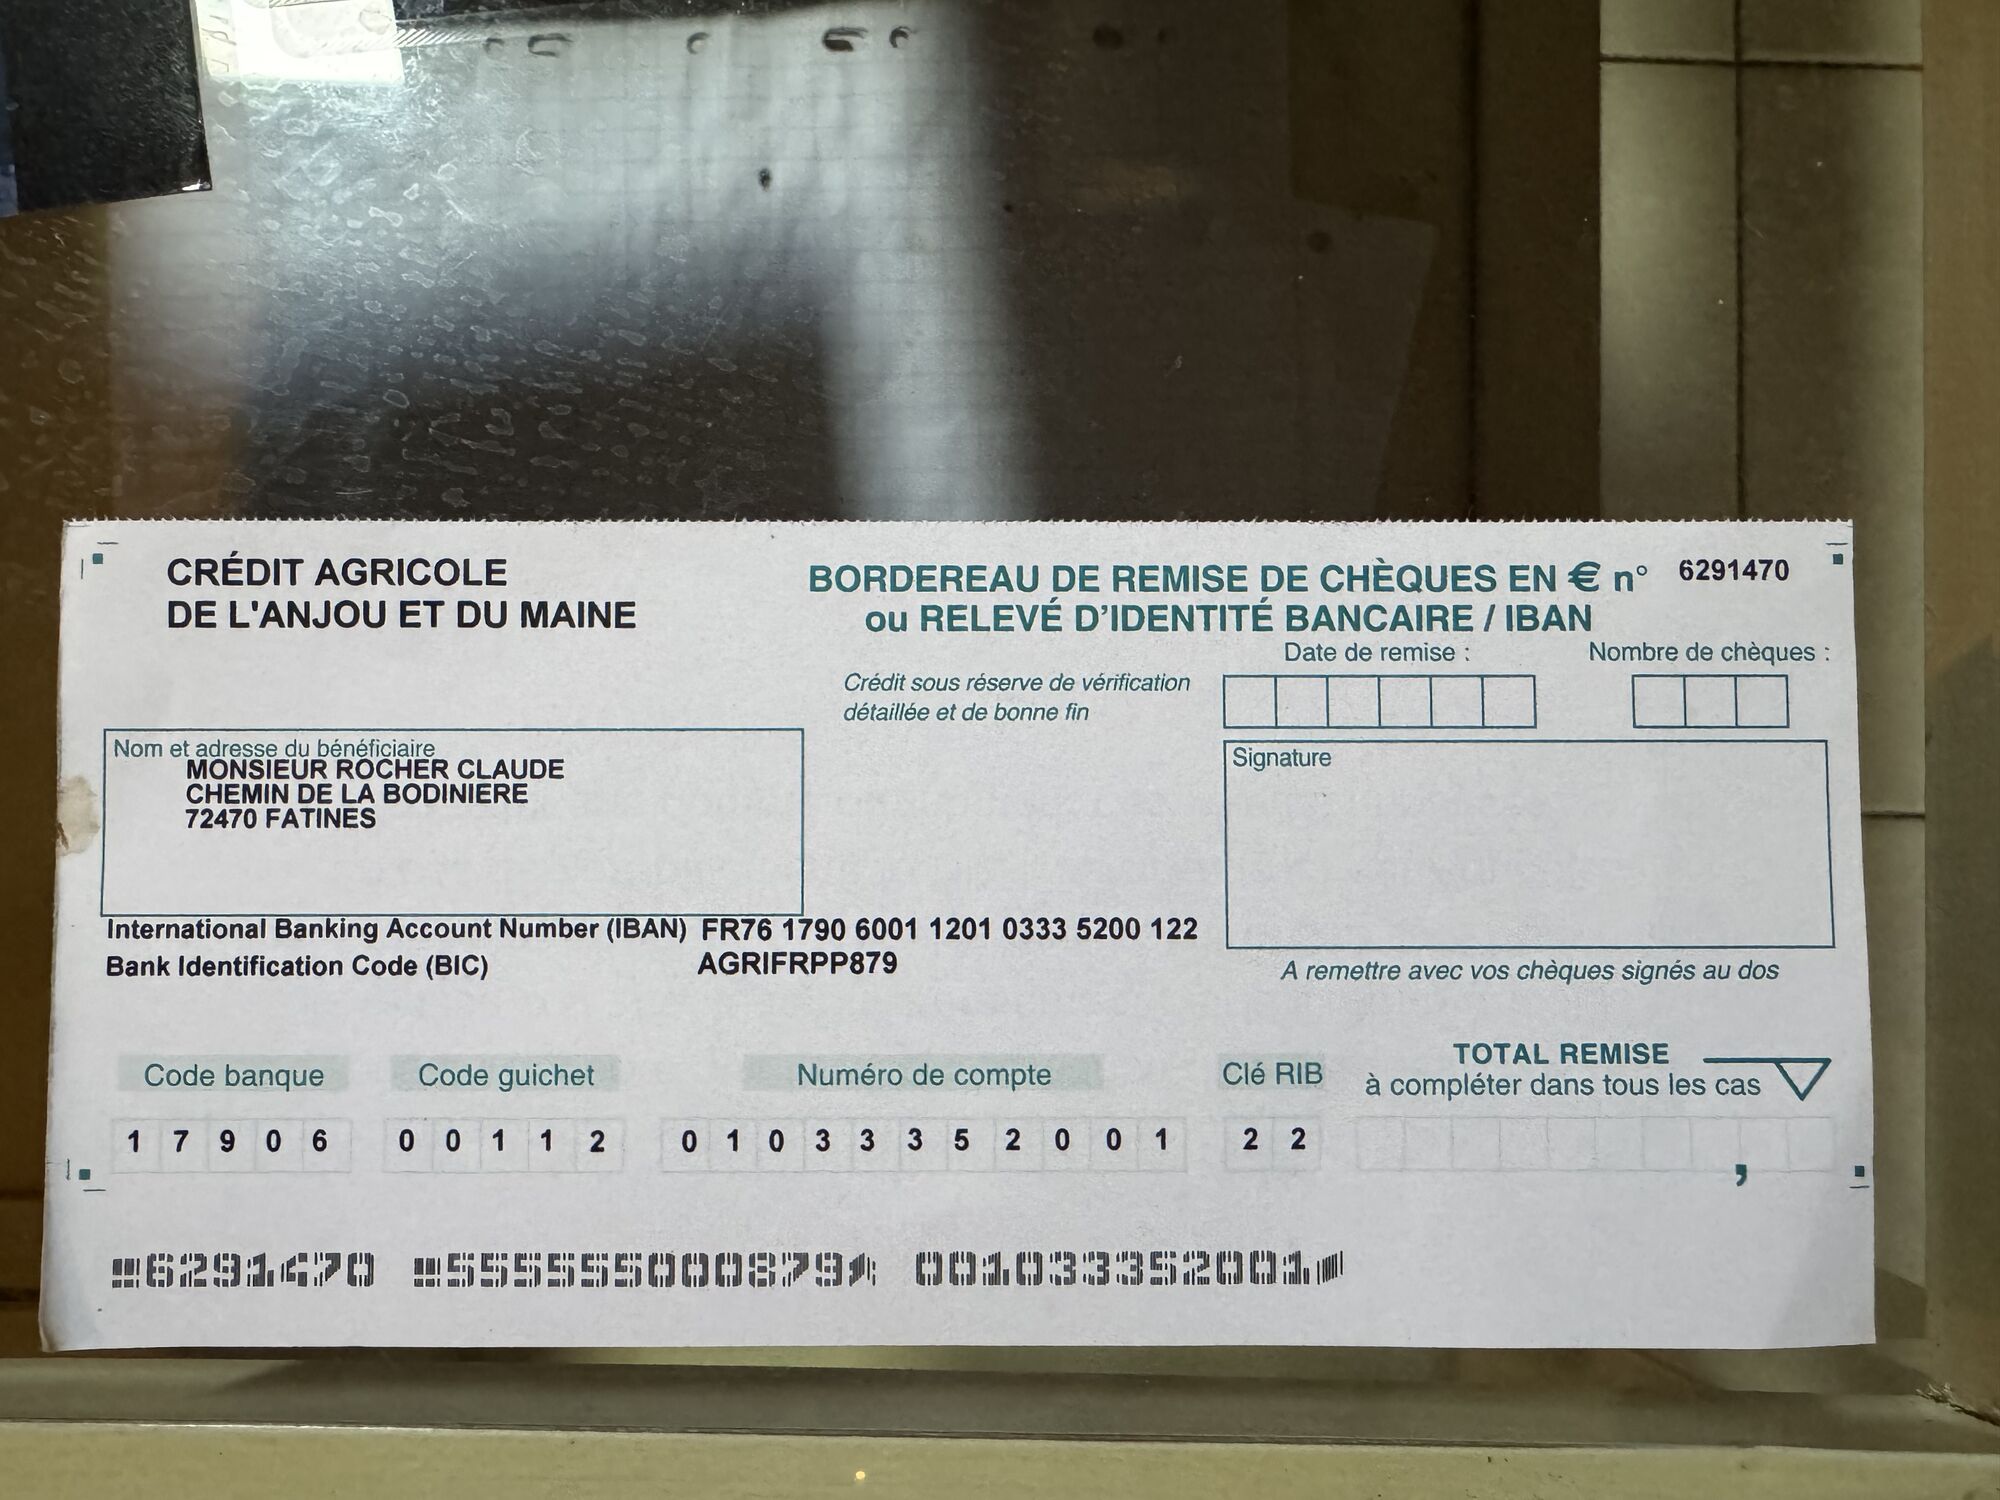 CRÉDIT AGRICOLE
DE L'ANJOU ET DU MAINE
BORDEREAU DE REMISE DE CHÈQUES EN € n° 6291470
ou RELEVÉ D'IDENTITÉ BANCAIRE / IBAN
Date de remise :
Nombre de chèques :
Crédit sous réserve de vérification
détaillée et de bonne fin
Nom et adresse du bénéficiaire
MONSIEUR ROCHER CLAUDE
CHEMIN DE LA BODINIERE
72470 FATINES
Signature
International Banking Account Number (IBAN) FR76 1790 6001 1201 0333 5200 122
Bank Identification Code (BIC) AGRIFRPP879
A remettre avec vos chèques signés au dos
Code banque
Code guichet
Numéro de compte
Clé RIB
TOTAL REMISE
à compléter dans tous les cas
1 7 9 0 6 0 0 1 1 2 0 1 0 3 3 3 5 2 0 0 1 2 2
,
6291470 555555000879 001033352001